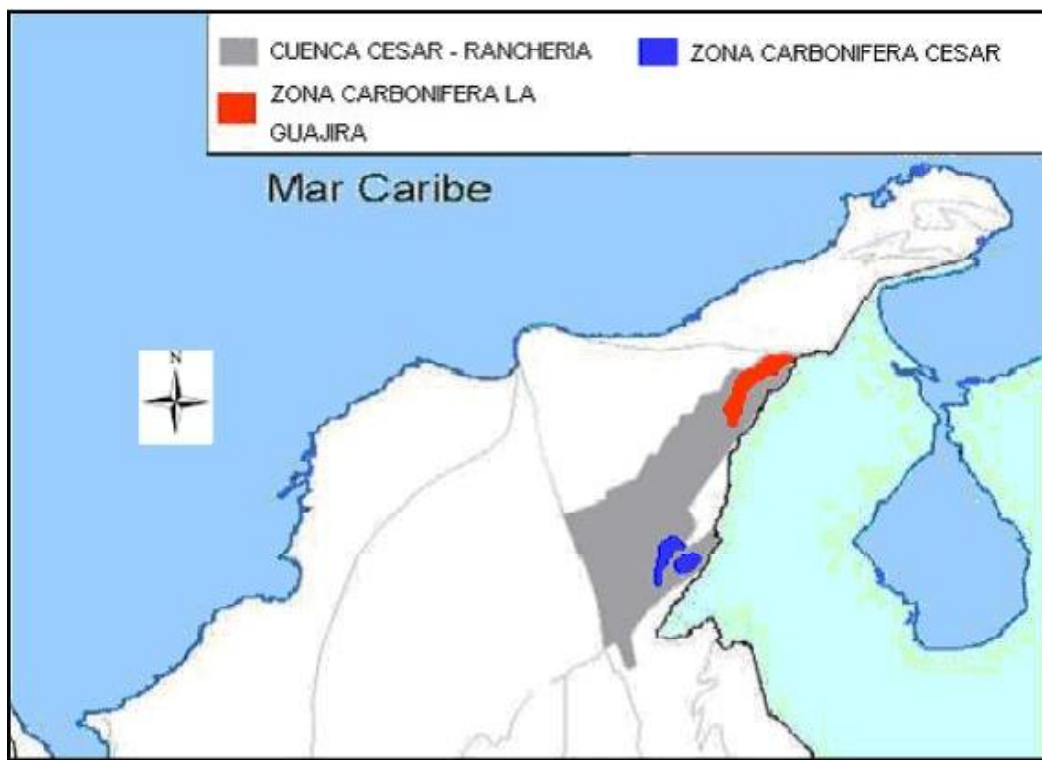 CUENCA CESAR - RANCHERIA
ZONA CARBONIFERA CESAR
ZONA CARBONIFERA LA
GUAJIRA
Mar Caribe
N